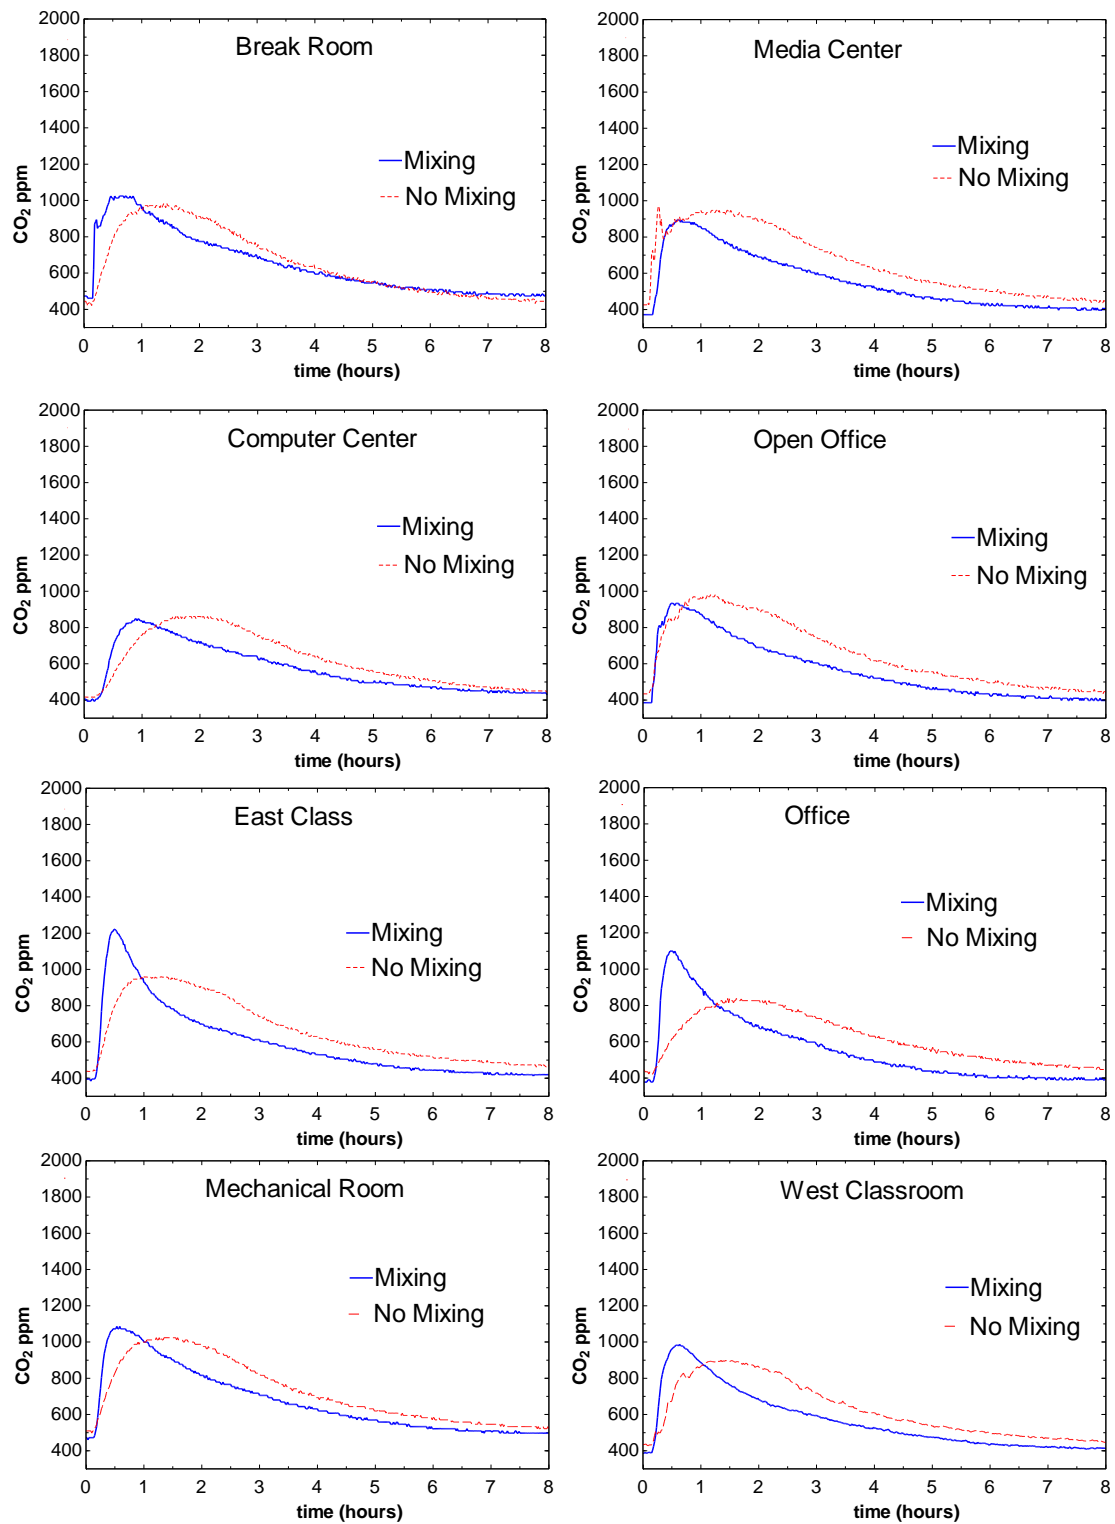 Break Room
2000
1800
1600
1400
1200
1000
800
600
400
CO2 ppm
Mixing
No Mixing
0 1 2 3 4 5 6 7 8
time (hours)
Media Center
2000
1800
1600
1400
1200
1000
800
600
400
CO2 ppm
Mixing
No Mixing
0 1 2 3 4 5 6 7 8
time (hours)
Computer Center
2000
1800
1600
1400
1200
1000
800
600
400
CO2 ppm
Mixing
No Mixing
0 1 2 3 4 5 6 7 8
time (hours)
Open Office
2000
1800
1600
1400
1200
1000
800
600
400
CO2 ppm
Mixing
No Mixing
0 1 2 3 4 5 6 7 8
time (hours)
East Class
2000
1800
1600
1400
1200
1000
800
600
400
CO2 ppm
Mixing
No Mixing
0 1 2 3 4 5 6 7 8
time (hours)
Office
2000
1800
1600
1400
1200
1000
800
600
400
CO2 ppm
Mixing
No Mixing
0 1 2 3 4 5 6 7 8
time (hours)
Mechanical Room
2000
1800
1600
1400
1200
1000
800
600
400
CO2 ppm
Mixing
No Mixing
0 1 2 3 4 5 6 7 8
time (hours)
West Classroom
2000
1800
1600
1400
1200
1000
800
600
400
CO2 ppm
Mixing
No Mixing
0 1 2 3 4 5 6 7 8
time (hours)